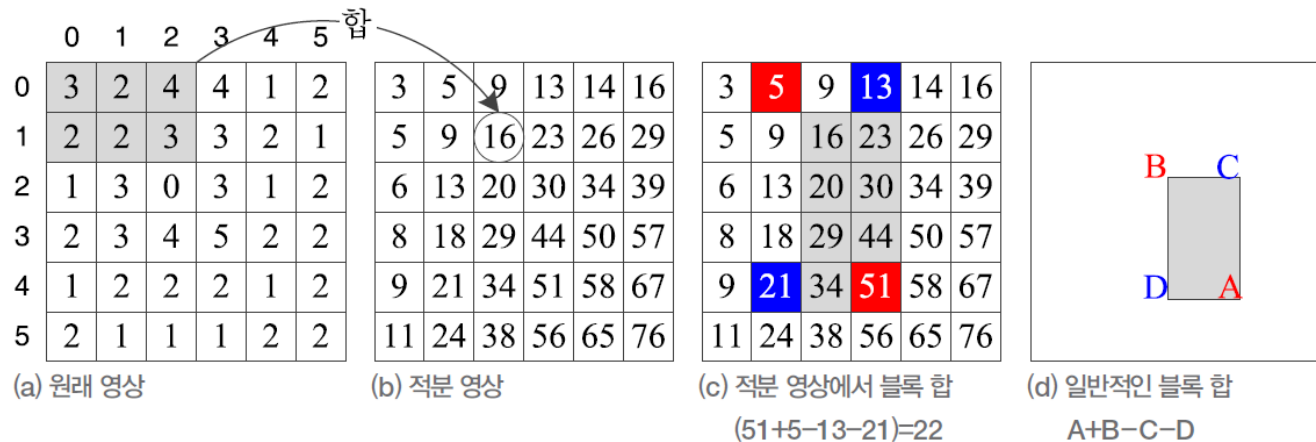 합
0 1 2 3 4 5
0 3 2 4 4 1 2
1 2 2 3 3 2 1
2 1 3 0 3 1 2
3 2 3 4 5 2 2
4 1 2 2 2 1 2
5 2 1 1 1 2 2
(a) 원래 영상
3 5 9 13 14 16
5 9 16 23 26 29
6 13 20 30 34 39
8 18 29 44 50 57
9 21 34 51 58 67
11 24 38 56 65 76
(b) 적분 영상
3 5 9 13 14 16
5 9 16 23 26 29
6 13 20 30 34 39
8 18 29 44 50 57
9 21 34 51 58 67
11 24 38 56 65 76
(c) 적분 영상에서 블록 합
(51+5−13−21)=22
B C
D A
(d) 일반적인 블록 합
A+B−C−D